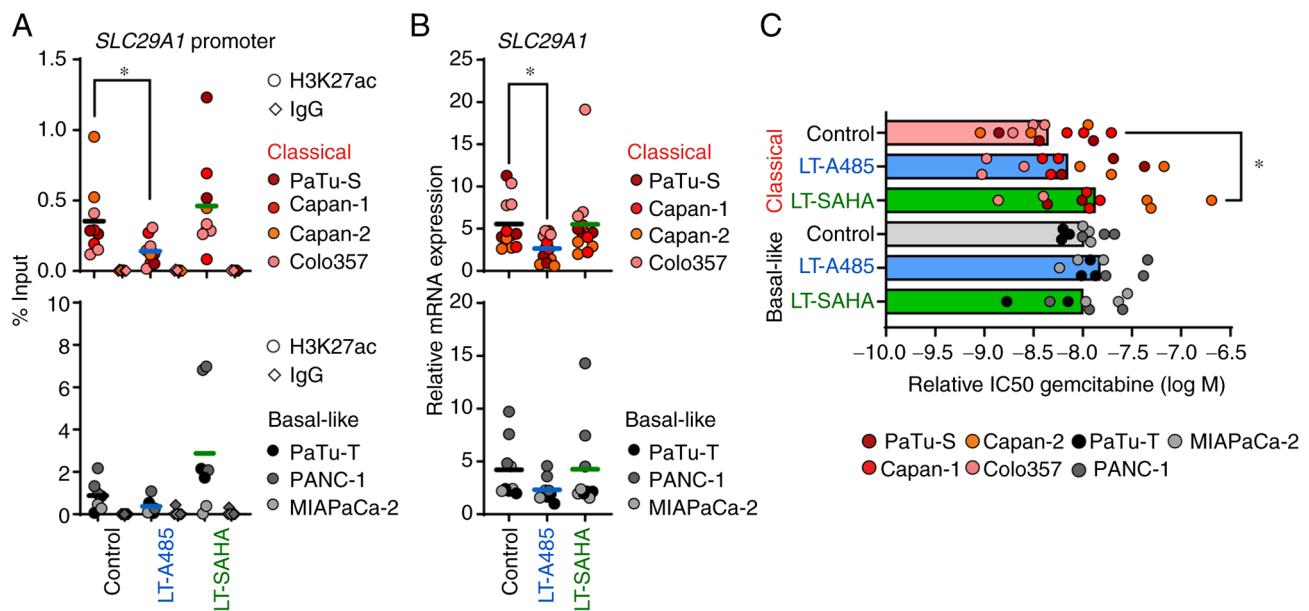 A
SLC29A1 promoter
% Input
1.5
1.0
0.5
0.0
*
H3K27ac
IgG
Classical
PaTu-S
Capan-1
Capan-2
Colo357
10
8
6
4
2
0
H3K27ac
IgG
Basal-like
PaTu-T
PANC-1
MIAPaCa-2
Control
LT-A485
LT-SAHA
B
SLC29A1
Relative mRNA expression
25
20
15
10
5
0
*
Classical
PaTu-S
Capan-1
Capan-2
Colo357
20
15
10
5
0
Basal-like
PaTu-T
PANC-1
MIAPaCa-2
Control
LT-A485
LT-SAHA
C
Classical
Control
LT-A485
LT-SAHA
*
Basal-like
Control
LT-A485
LT-SAHA
−10.0 −9.5 −9.0 −8.5 −8.0 −7.5 −7.0 −6.5
Relative IC50 gemcitabine (log M)
PaTu-S Capan-2 PaTu-T MIAPaCa-2
Capan-1 Colo357 PANC-1